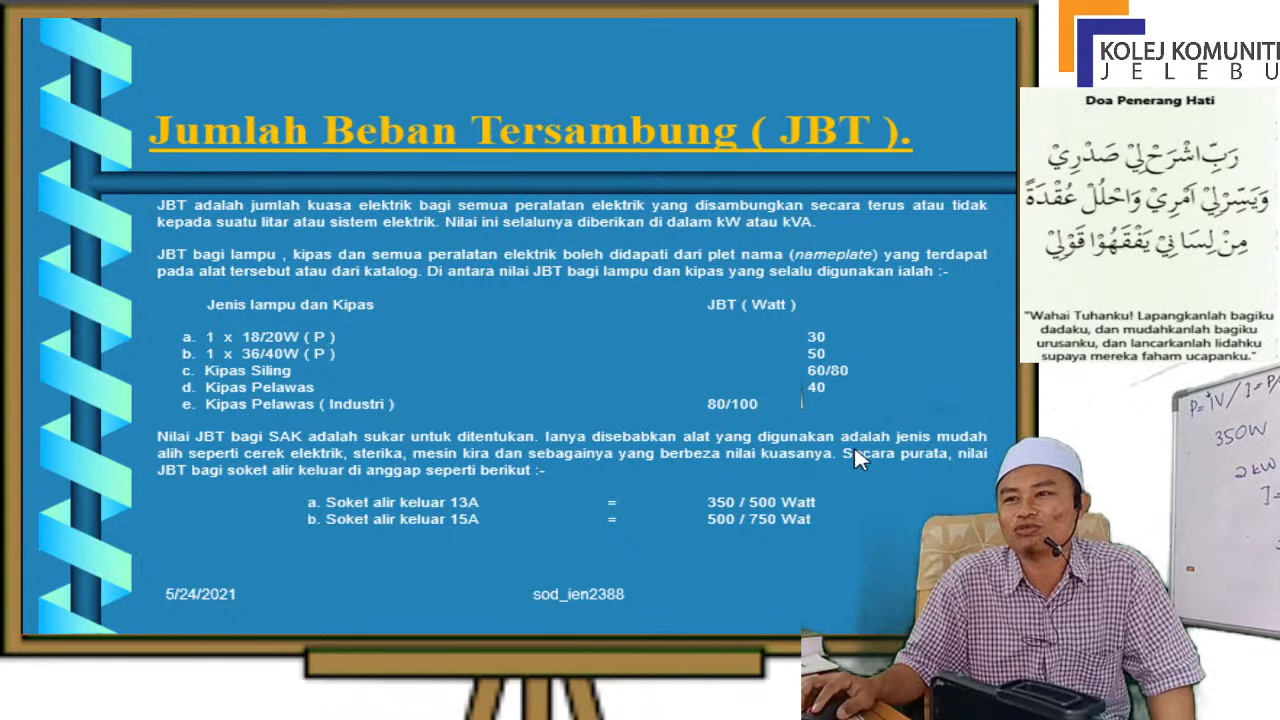 Jumlah Beban Tersambung ( JBT ).
JBT adalah jumlah kuasa elektrik bagi semua peralatan elektrik yang disambungkan secara terus atau tidak
kepada suatu litar atau sistem elektrik. Nilai ini selalunya diberikan di dalam kW atau kVA.
JBT bagi lampu , kipas dan semua peralatan elektrik boleh didapati dari plet nama (nameplate) yang terdapat
pada alat tersebut atau dari katalog. Di antara nilai JBT bagi lampu dan kipas yang selalu digunakan ialah :-
Jenis lampu dan Kipas JBT ( Watt )
a. 1 x 18/20W ( P ) 30
b. 1 x 36/40W ( P ) 50
c. Kipas Siling 60/80
d. Kipas Pelawas 40
e. Kipas Pelawas ( Industri ) 80/100
Nilai JBT bagi SAK adalah sukar untuk ditentukan. Ianya disebabkan alat yang digunakan adalah jenis mudah
alih seperti cerek elektrik, sterika, mesin kira dan sebagainya yang berbeza nilai kuasanya. Secara purata, nilai
JBT bagi soket alir keluar di anggap seperti berikut :-
a. Soket alir keluar 13A = 350 / 500 Watt
b. Soket alir keluar 15A = 500 / 750 Wat
5/24/2021 sod_ien2388
KOLEJ KOMUNITI
JELEBU
Doa Penerang Hati
رَبِّ اشْرَحْ لِيْ صَدْرِيْ
وَيَسِّرْ لِيْ اَمْرِيْ وَاحْلُلْ عُقْدَةً
مِنْ لِسَانِيْ يَفْقَهُوْا قَوْلِيْ
"Wahai Tuhanku! Lapangkanlah bagiku
dadaku, dan mudahkanlah bagiku
urusanku, dan lancarkanlah lidahku
supaya mereka faham ucapanku."
P=IV / I=P/
350W
2kW
I=